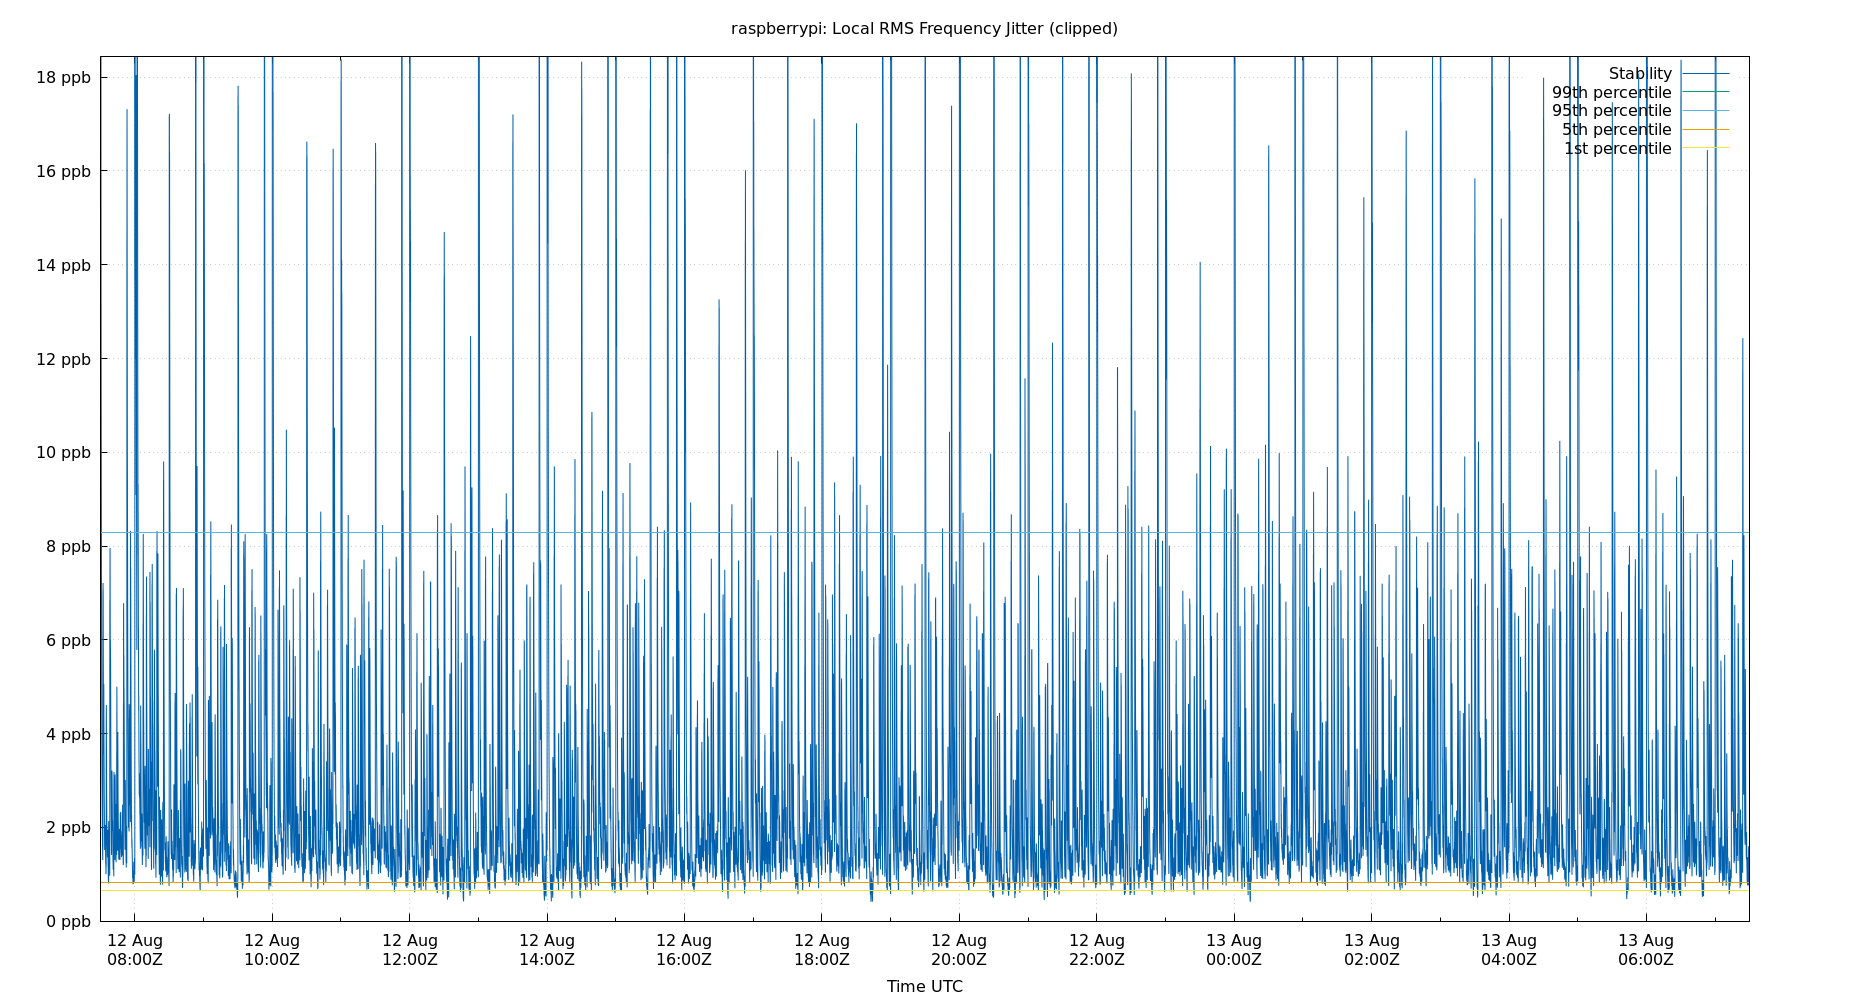 raspberrypi: Local RMS Frequency Jitter (clipped)
18 ppb
16 ppb
14 ppb
12 ppb
10 ppb
8 ppb
6 ppb
4 ppb
2 ppb
0 ppb
Stability
99th percentile
95th percentile
5th percentile
1st percentile
12 Aug 12 Aug 12 Aug 12 Aug 12 Aug 12 Aug 12 Aug 12 Aug 13 Aug 13 Aug 13 Aug 13 Aug
08:00Z 10:00Z 12:00Z 14:00Z 16:00Z 18:00Z 20:00Z 22:00Z 00:00Z 02:00Z 04:00Z 06:00Z
Time UTC